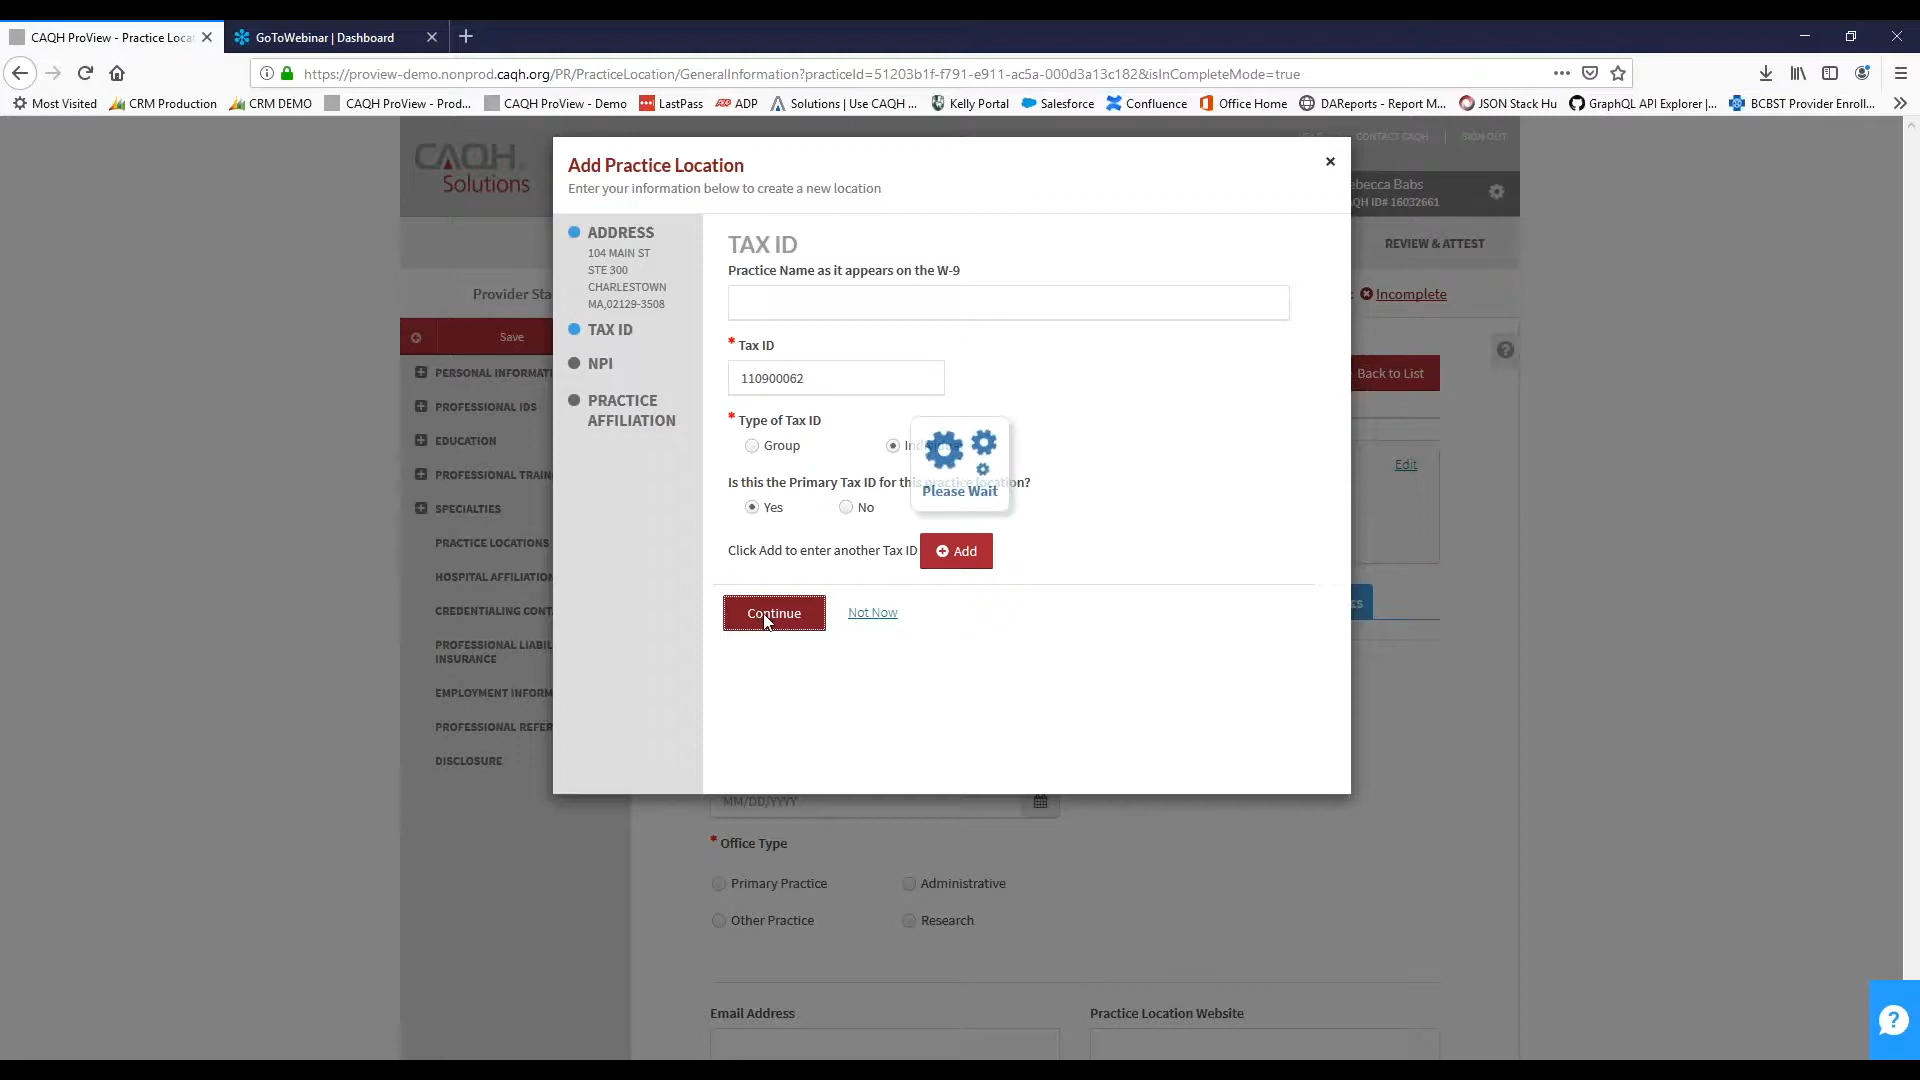 CAQH ProView - Practice Locat
GoToWebinar | Dashboard
https://proview-demo.nonprod.caqh.org/PR/PracticeLocation/GeneralInformation?practiceId=51203b1f-f791-e911-ac5a-000d3a13c182&isInCompleteMode=true
Most Visited
CRM Production
CRM DEMO
CAQH ProView - Prod...
CAQH ProView - Demo
LastPass
ADP
Solutions | Use CAQH ...
Kelly Portal
Salesforce
Confluence
Office Home
DAReports - Report M...
JSON Stack Hu
GraphQL API Explorer |...
BCBST Provider Enroll...
CAQH
Solutions
CONTACT CAQH
SIGN OUT
ebecca Babs
AQH ID# 16032661
REVIEW & ATTEST
Provider Sta
Incomplete
Save
Back to List
PERSONAL INFORMAT
PROFESSIONAL IDS
EDUCATION
PROFESSIONAL TRAIN
SPECIALTIES
PRACTICE LOCATIONS
HOSPITAL AFFILIATION
CREDENTIALING CONT
PROFESSIONAL LIABIL
INSURANCE
EMPLOYMENT INFORM
PROFESSIONAL REFER
DISCLOSURE
Edit
ES
Add Practice Location
Enter your information below to create a new location
×
ADDRESS
104 MAIN ST
STE 300
CHARLESTOWN
MA,02129-3508
TAX ID
NPI
PRACTICE
AFFILIATION
TAX ID
Practice Name as it appears on the W-9
* Tax ID
110900062
* Type of Tax ID
Group
Individual
Is this the Primary Tax ID for this practice location?
Please Wait
Yes
No
Click Add to enter another Tax ID
Add
Continue
Not Now
MM/DD/YYYY
* Office Type
Primary Practice
Administrative
Other Practice
Research
Email Address
Practice Location Website